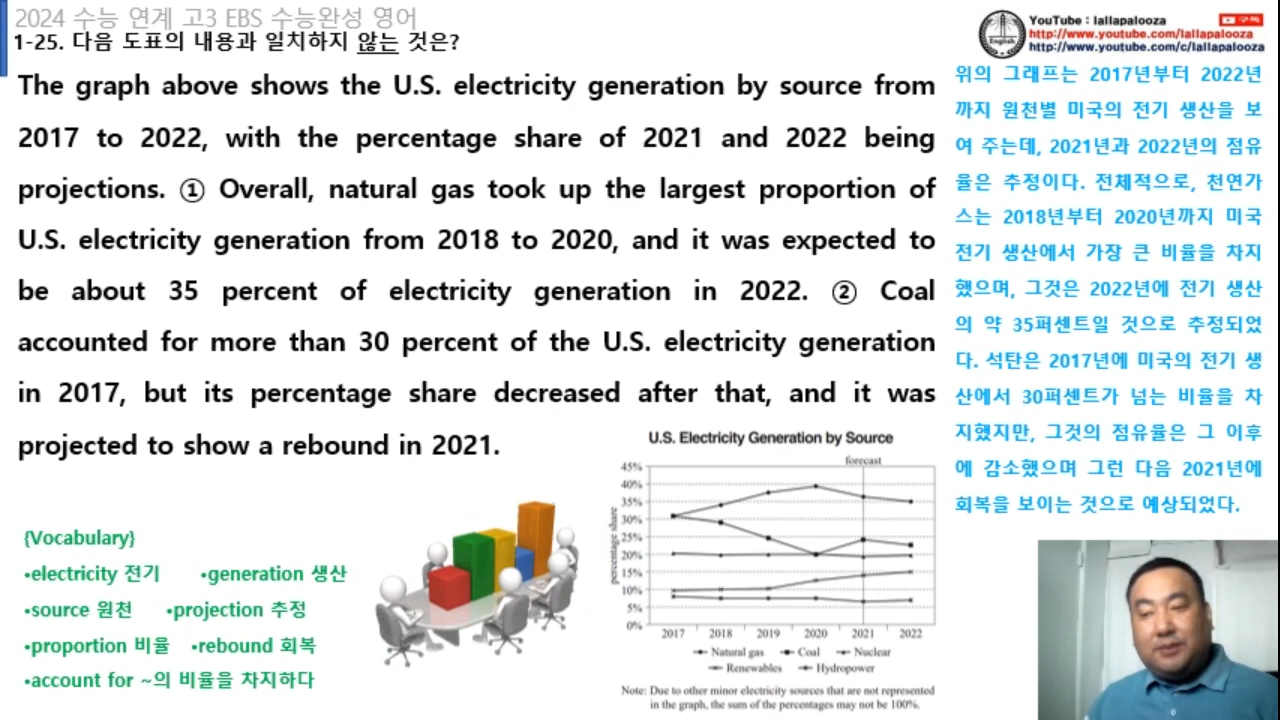 2024 수능 연계 고3 EBS 수능완성 영어
1-25. 다음 도표의 내용과 일치하지 않는 것은?
YouTube : lallapalooza
구독
http://www.youtube.com/lallapalooza
http://www.youtube.com/c/lallapalooza
English
The graph above shows the U.S. electricity generation by source from
2017 to 2022, with the percentage share of 2021 and 2022 being
projections. ① Overall, natural gas took up the largest proportion of
U.S. electricity generation from 2018 to 2020, and it was expected to
be about 35 percent of electricity generation in 2022. ② Coal
accounted for more than 30 percent of the U.S. electricity generation
in 2017, but its percentage share decreased after that, and it was
projected to show a rebound in 2021.
위의 그래프는 2017년부터 2022년
까지 원천별 미국의 전기 생산을 보
여 주는데, 2021년과 2022년의 점유
율은 추정이다. 전체적으로, 천연가
스는 2018년부터 2020년까지 미국
전기 생산에서 가장 큰 비율을 차지
했으며, 그것은 2022년에 전기 생산
의 약 35퍼센트일 것으로 추정되었
다. 석탄은 2017년에 미국의 전기 생
산에서 30퍼센트가 넘는 비율을 차
지했지만, 그것의 점유율은 그 이후
에 감소했으며 그런 다음 2021년에
회복을 보이는 것으로 예상되었다.
{Vocabulary}
•electricity 전기 •generation 생산
•source 원천 •projection 추정
•proportion 비율 •rebound 회복
•account for ~의 비율을 차지하다
U.S. Electricity Generation by Source
forecast
percentage share
45%
40%
35%
30%
25%
20%
15%
10%
5%
0%
2017 2018 2019 2020 2021 2022
Natural gas Coal Nuclear
Renewables Hydropower
Note: Due to other minor electricity sources that are not represented
in the graph, the sum of the percentages may not be 100%.